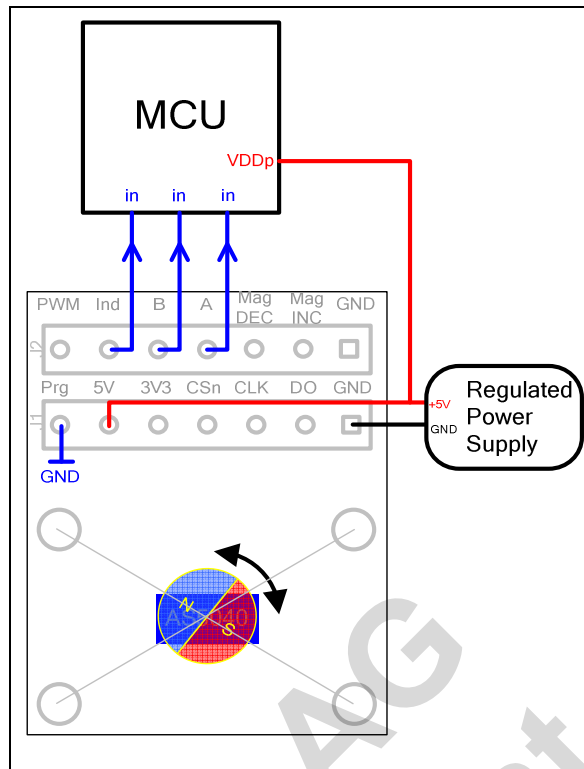 MCU
VDDp
in in in
PWM Ind B A Mag DEC Mag INC GND
J2
Prg 5V 3V3 CSn CLK DO GND
J1
+5V
GND
Regulated
Power
Supply
GND
AS5040
N
S
AG